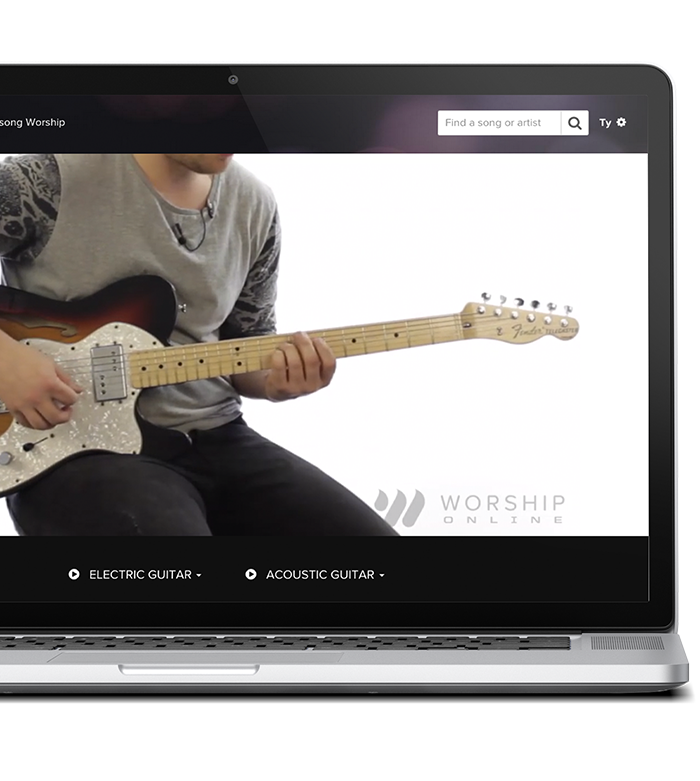 song Worship
Find a song or artist
Ty
Fender
WORSHIP
ONLINE
ELECTRIC GUITAR
ACOUSTIC GUITAR